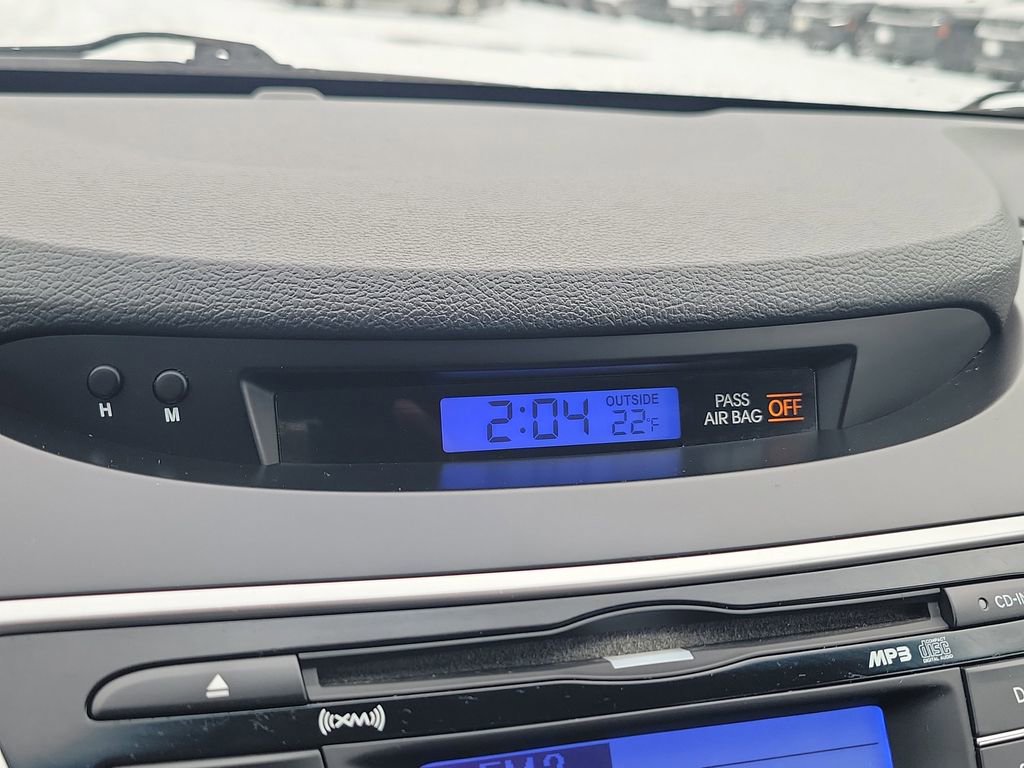 H
M
2:04
OUTSIDE
22°F
PASS
AIR BAG OFF
CD-IN
MP3
COMPACT
disc
DIGITAL AUDIO
((XM))
D